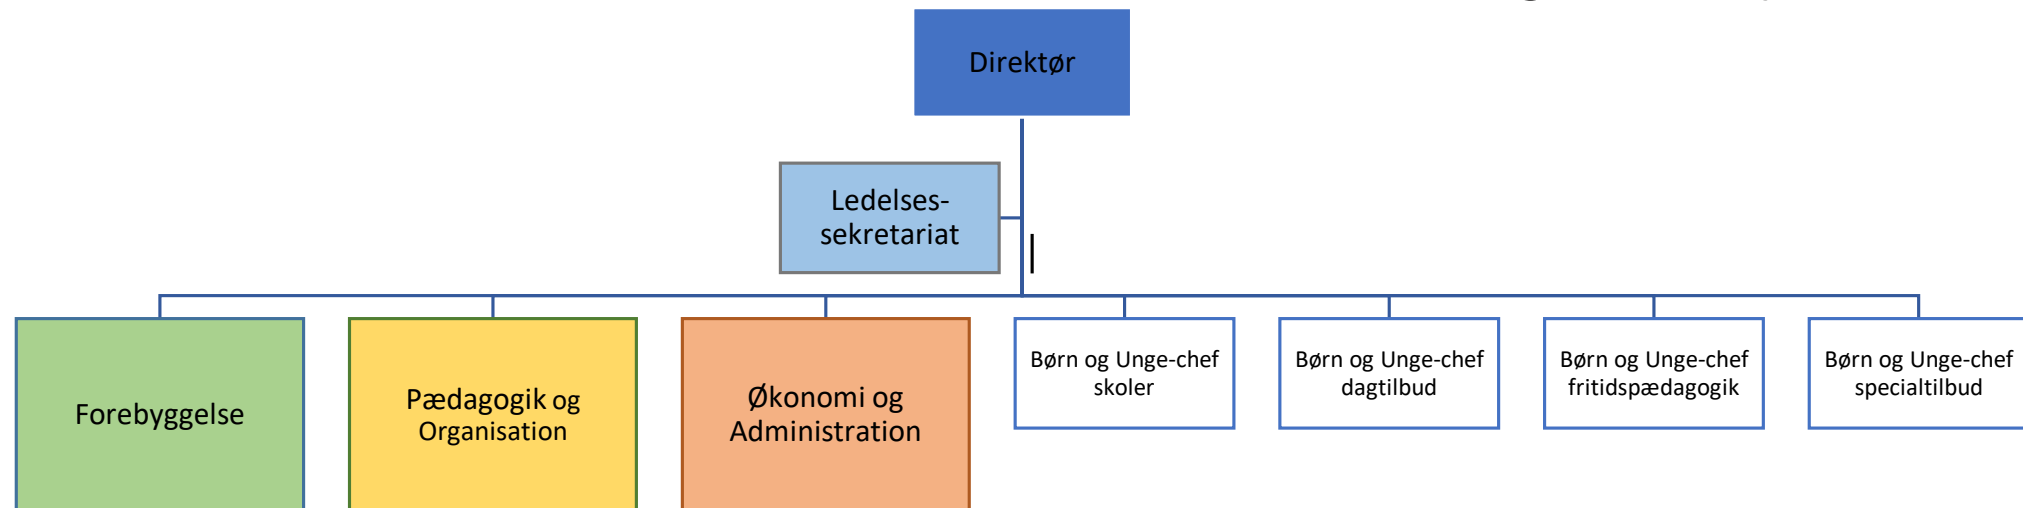 Direktør
Ledelses-
sekretariat
Forebyggelse
Pædagogik og
Organisation
Økonomi og
Administration
Børn og Unge-chef
skoler
Børn og Unge-chef
dagtilbud
Børn og Unge-chef
fritidspædagogik
Børn og Unge-chef
specialtilbud